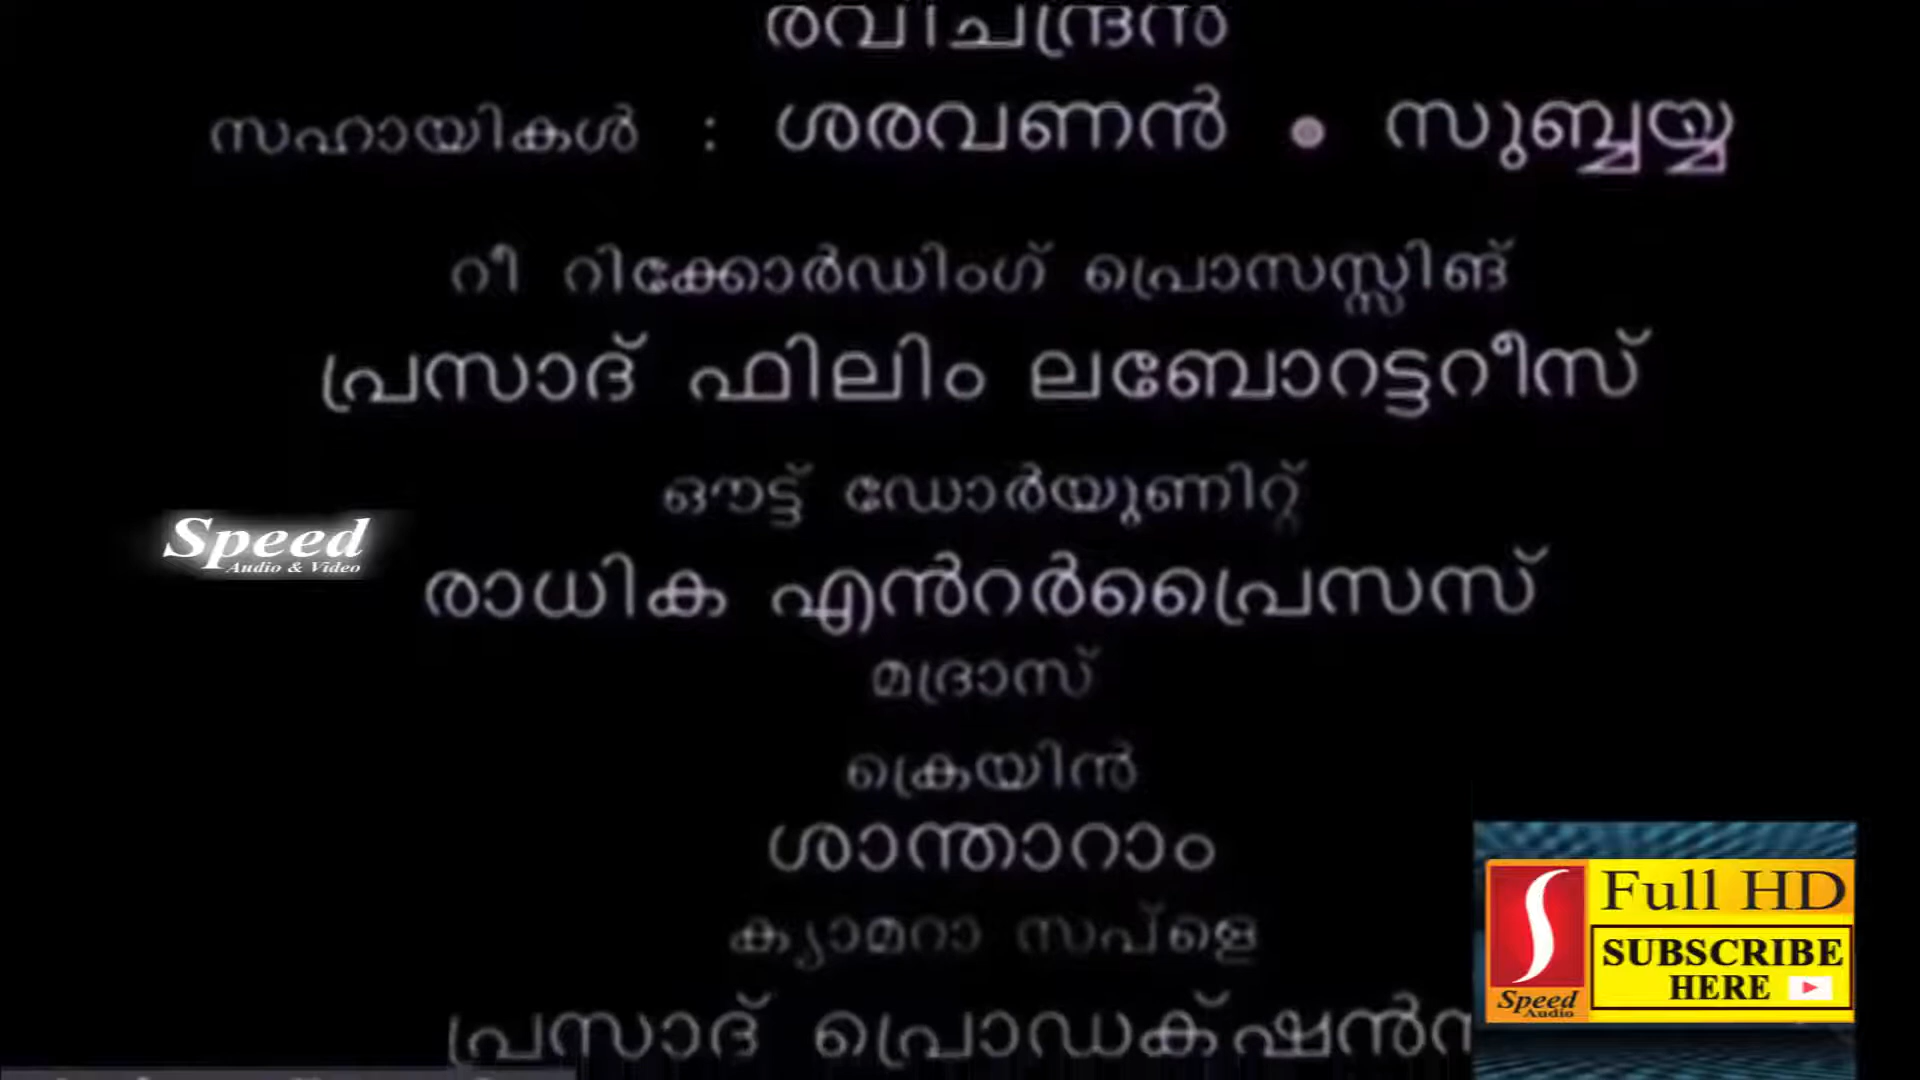 രവിചന്ദ്രൻ
സഹായികൾ : ശരവണൻ • സുബ്ബയ്യ
റീ റിക്കോർഡിംഗ് പ്രൊസസ്സിങ്
പ്രസാദ് ഫിലിം ലബോറട്ടറീസ്
ഔട്ട് ഡോർയുണിറ്റ്
രാധിക എൻറർപ്രൈസസ്
മദ്രാസ്
ക്രെയിൻ
ശാന്താറാം
ക്യാമറാ സപ്ളെ
പ്രസാദ് പ്രൊഡക്ഷൻസ
Speed
Audio & Video
Full HD
SUBSCRIBE
HERE
S
Speed
Audio